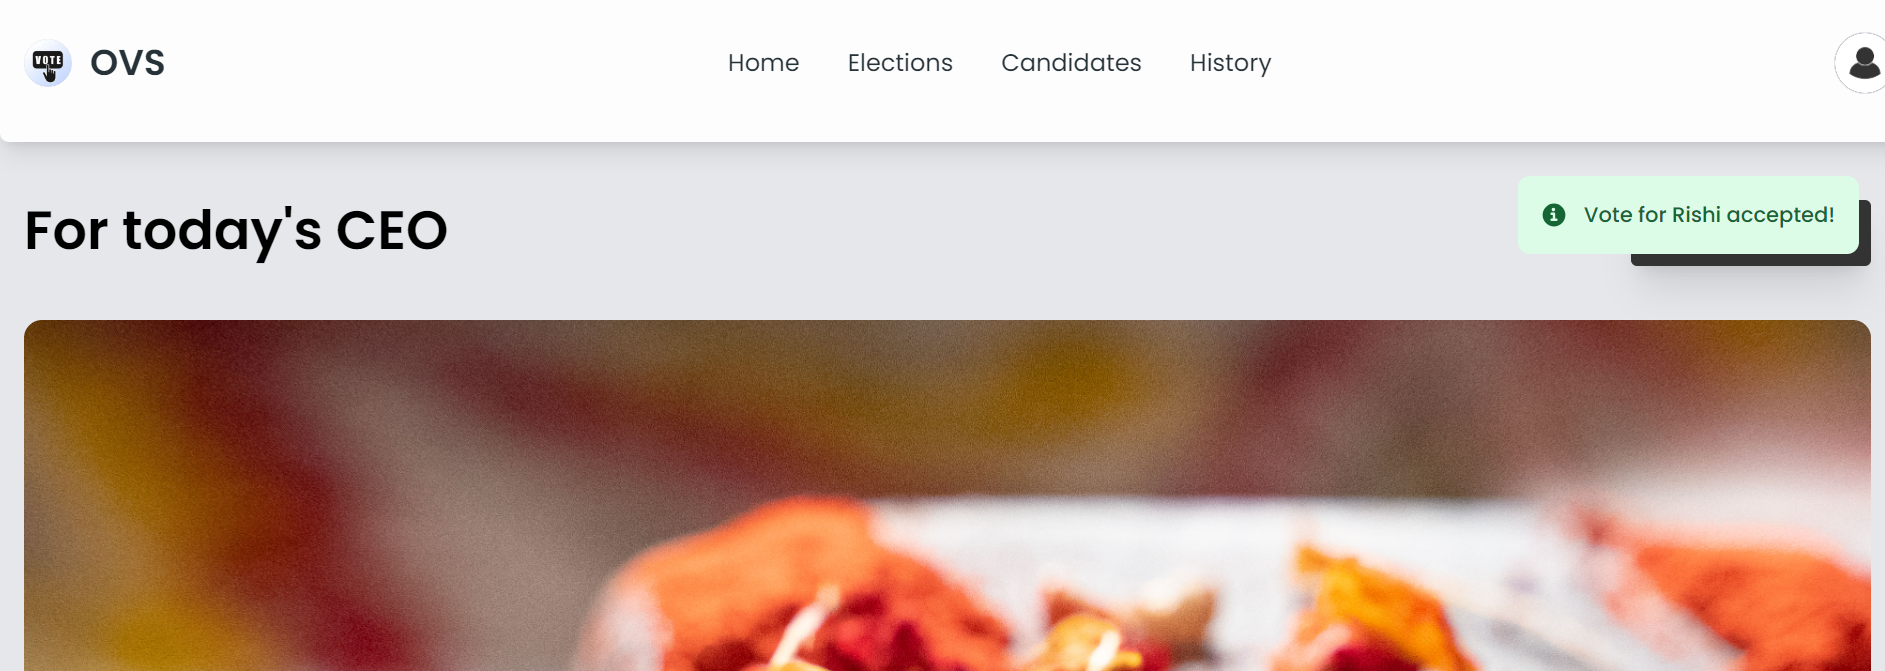 VOTE
OVS
Home
Elections
Candidates
History
For today's CEO
Vote for Rishi accepted!